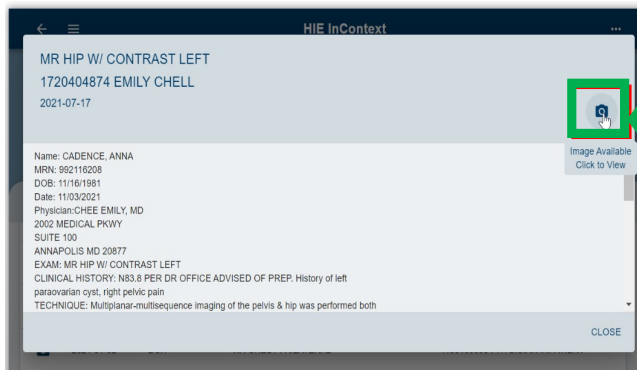 HIE InContext
MR HIP W/ CONTRAST LEFT
1720404874 EMILY CHELL
2021-07-17
Image Available
Click to View
Name: CADENCE, ANNA
MRN: 992116208
DOB: 11/16/1981
Date: 11/03/2021
Physician:CHEE EMILY, MD
2002 MEDICAL PKWY
SUITE 100
ANNAPOLIS MD 20877
EXAM: MR HIP W/ CONTRAST LEFT
CLINICAL HISTORY: N83.8 PER DR OFFICE ADVISED OF PREP. History of left
paraovarian cyst, right pelvic pain
TECHNIQUE: Multiplanar-multisequence imaging of the pelvis & hip was performed both
CLOSE